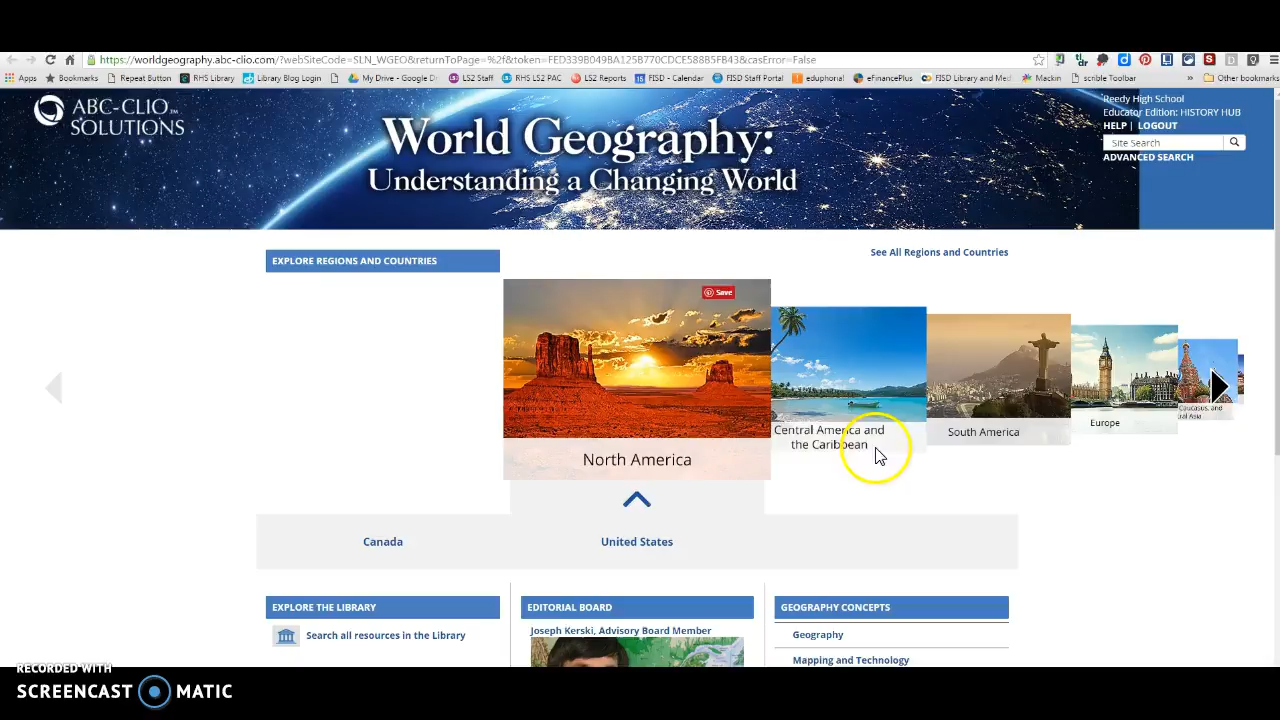 https://worldgeography.abc-clio.com/?webSiteCode=SLN_WGEO&returnToPage=%2f&token=FED339B049BA125B770CDCE588B5FB43&casError=False
Apps Bookmarks Repeat Button RHS Library Library Blog Login My Drive - Google D LS2 Staff RHS LS2 PAC LS2 Reports FISD - Calendar FISD Staff Portal eduphoria! eFinancePlus FISD Library and Med Mackin scrible Toolbar » Other bookmarks
ABC-CLIO™
SOLUTIONS
World Geography:
Understanding a Changing World
Reedy High School
Educator Edition: HISTORY HUB
HELP | LOGOUT
Site Search
ADVANCED SEARCH
EXPLORE REGIONS AND COUNTRIES
See All Regions and Countries
Save
North America
Central America and
the Caribbean
South America
Europe
Caucasus, and
ral Asia
Canada
United States
EXPLORE THE LIBRARY
Search all resources in the Library
EDITORIAL BOARD
Joseph Kerski, Advisory Board Member
GEOGRAPHY CONCEPTS
Geography
Mapping and Technology
RECORDED WITH
SCREENCAST MATIC